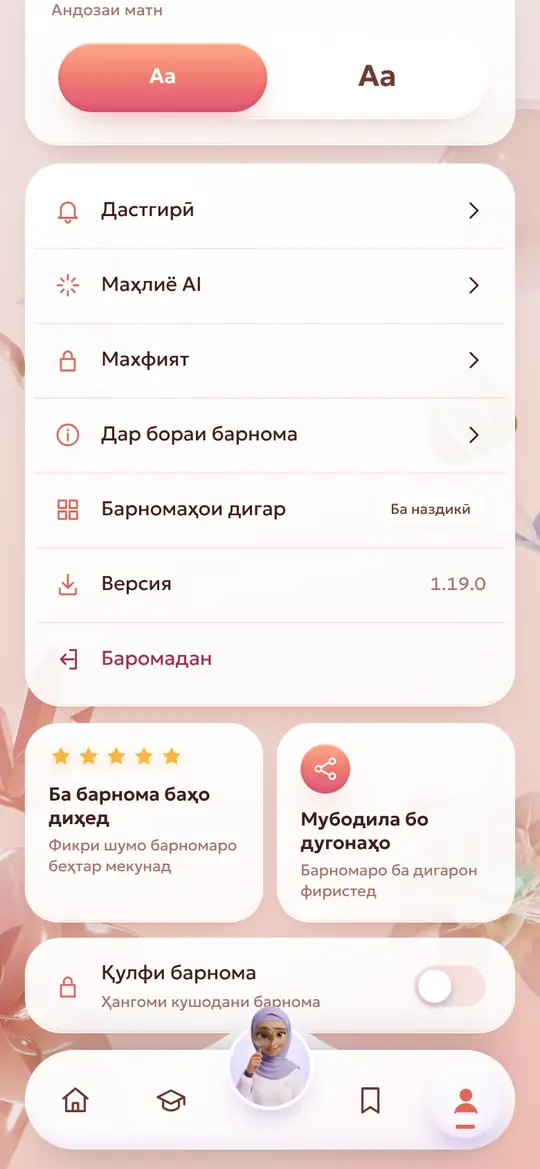 Андозаи матн
Aa
Aa
Дастгирӣ
Маҳлиё AI
Махфият
Дар бораи барнома
Барномаҳои дигар
Ба наздикӣ
Версия
1.19.0
Баромадан
Ба барнома баҳо
диҳед
Фикри шумо барномаро
беҳтар мекунад
Мубодила бо
дугонаҳо
Барномаро ба дигарон
фиристед
Қулфи барнома
Ҳангоми кушодани барнома